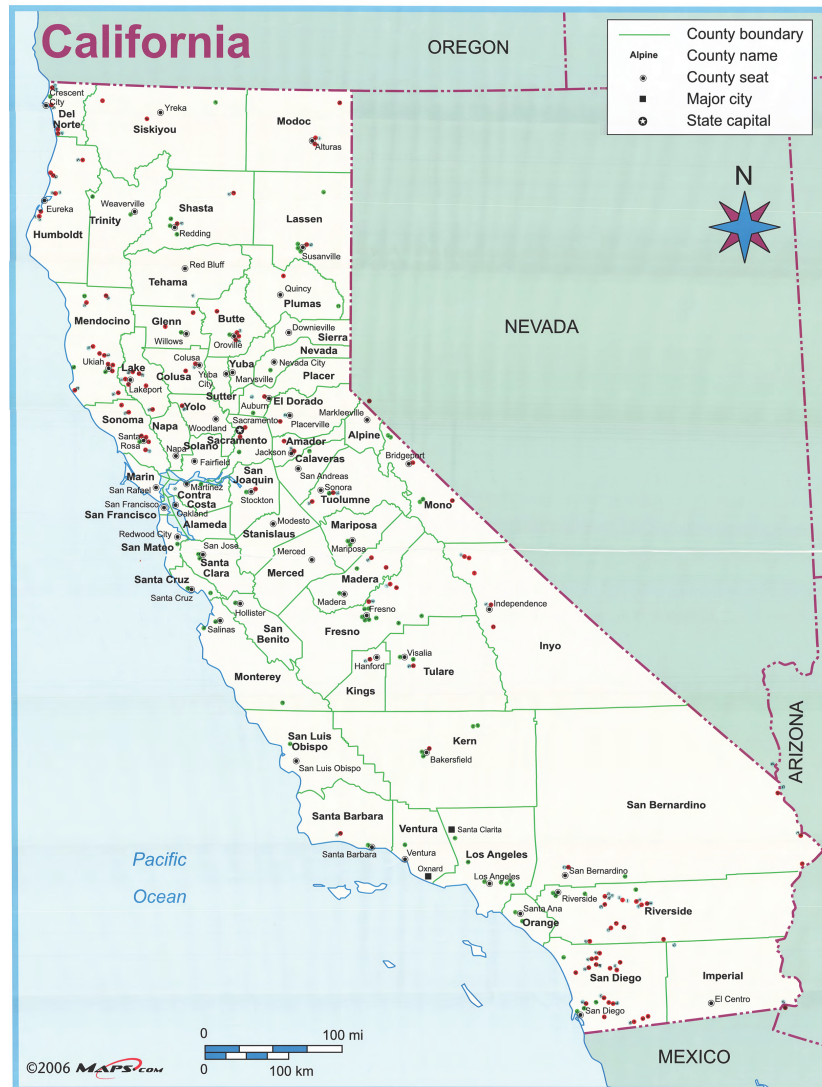 California
OREGON
County boundary
Alpine
County name
County seat
Major city
State capital
N
NEVADA
ARIZONA
MEXICO
Pacific
Ocean
Crescent
City
Del
Norte
Yreka
Siskiyou
Modoc
Alturas
Eureka
Humboldt
Weaverville
Trinity
Shasta
Redding
Lassen
Susanville
Red Bluff
Tehama
Quincy
Plumas
Mendocino
Ukiah
Glenn
Willows
Butte
Oroville
Downieville
Sierra
Nevada
Nevada City
Placer
Lake
Lakeport
Colusa
Colusa
Yuba
City
Yuba
Marysville
Sutter
Auburn
El Dorado
Placerville
Sonoma
Santa
Rosa
Napa
Napa
Yolo
Woodland
Sacramento
Sacramento
Solano
Fairfield
Amador
Jackson
Markleeville
Alpine
Calaveras
San Andreas
Bridgeport
Mono
Marin
San Rafael
Martinez
Contra
Costa
San
Joaquin
Stockton
Sonora
Tuolumne
San Francisco
San Francisco
Oakland
Alameda
Redwood City
San Mateo
Modesto
Stanislaus
Mariposa
Mariposa
San Jose
Santa
Clara
Merced
Merced
Santa Cruz
Santa Cruz
Madera
Madera
Hollister
San
Benito
Salinas
Fresno
Fresno
Independence
Inyo
Monterey
Hanford
Kings
Visalia
Tulare
San Luis
Obispo
San Luis Obispo
Kern
Bakersfield
San Bernardino
San Bernardino
Santa Barbara
Santa Barbara
Ventura
Ventura
Oxnard
Santa Clarita
Los Angeles
Los Angeles
Santa Ana
Orange
Riverside
Riverside
San Diego
San Diego
Imperial
El Centro
0
100 mi
0
100 km
©2006 MAPS.COM